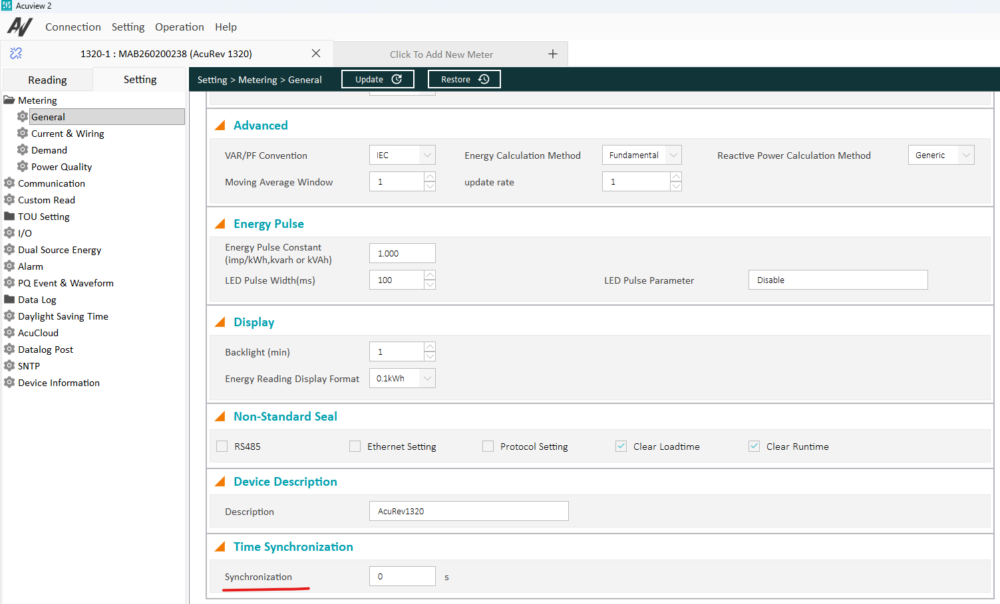 Acuview 2
Connection Setting Operation Help
1320-1 : MAB260200238 (AcuRev 1320) Click To Add New Meter
Reading Setting
Setting > Metering > General Update Restore
Metering
General
Current & Wiring
Demand
Power Quality
Communication
Custom Read
TOU Setting
I/O
Dual Source Energy
Alarm
PQ Event & Waveform
Data Log
Daylight Saving Time
AcuCloud
Datalog Post
SNTP
Device Information
Advanced
VAR/PF Convention IEC Energy Calculation Method Fundamental Reactive Power Calculation Method Generic
Moving Average Window 1 update rate 1
Energy Pulse
Energy Pulse Constant
(imp/kWh,kvarh or kVAh) 1.000
LED Pulse Width(ms) 100 LED Pulse Parameter Disable
Display
Backlight (min) 1
Energy Reading Display Format 0.1kWh
Non-Standard Seal
RS485 Ethernet Setting Protocol Setting Clear Loadtime Clear Runtime
Device Description
Description AcuRev1320
Time Synchronization
Synchronization 0 s